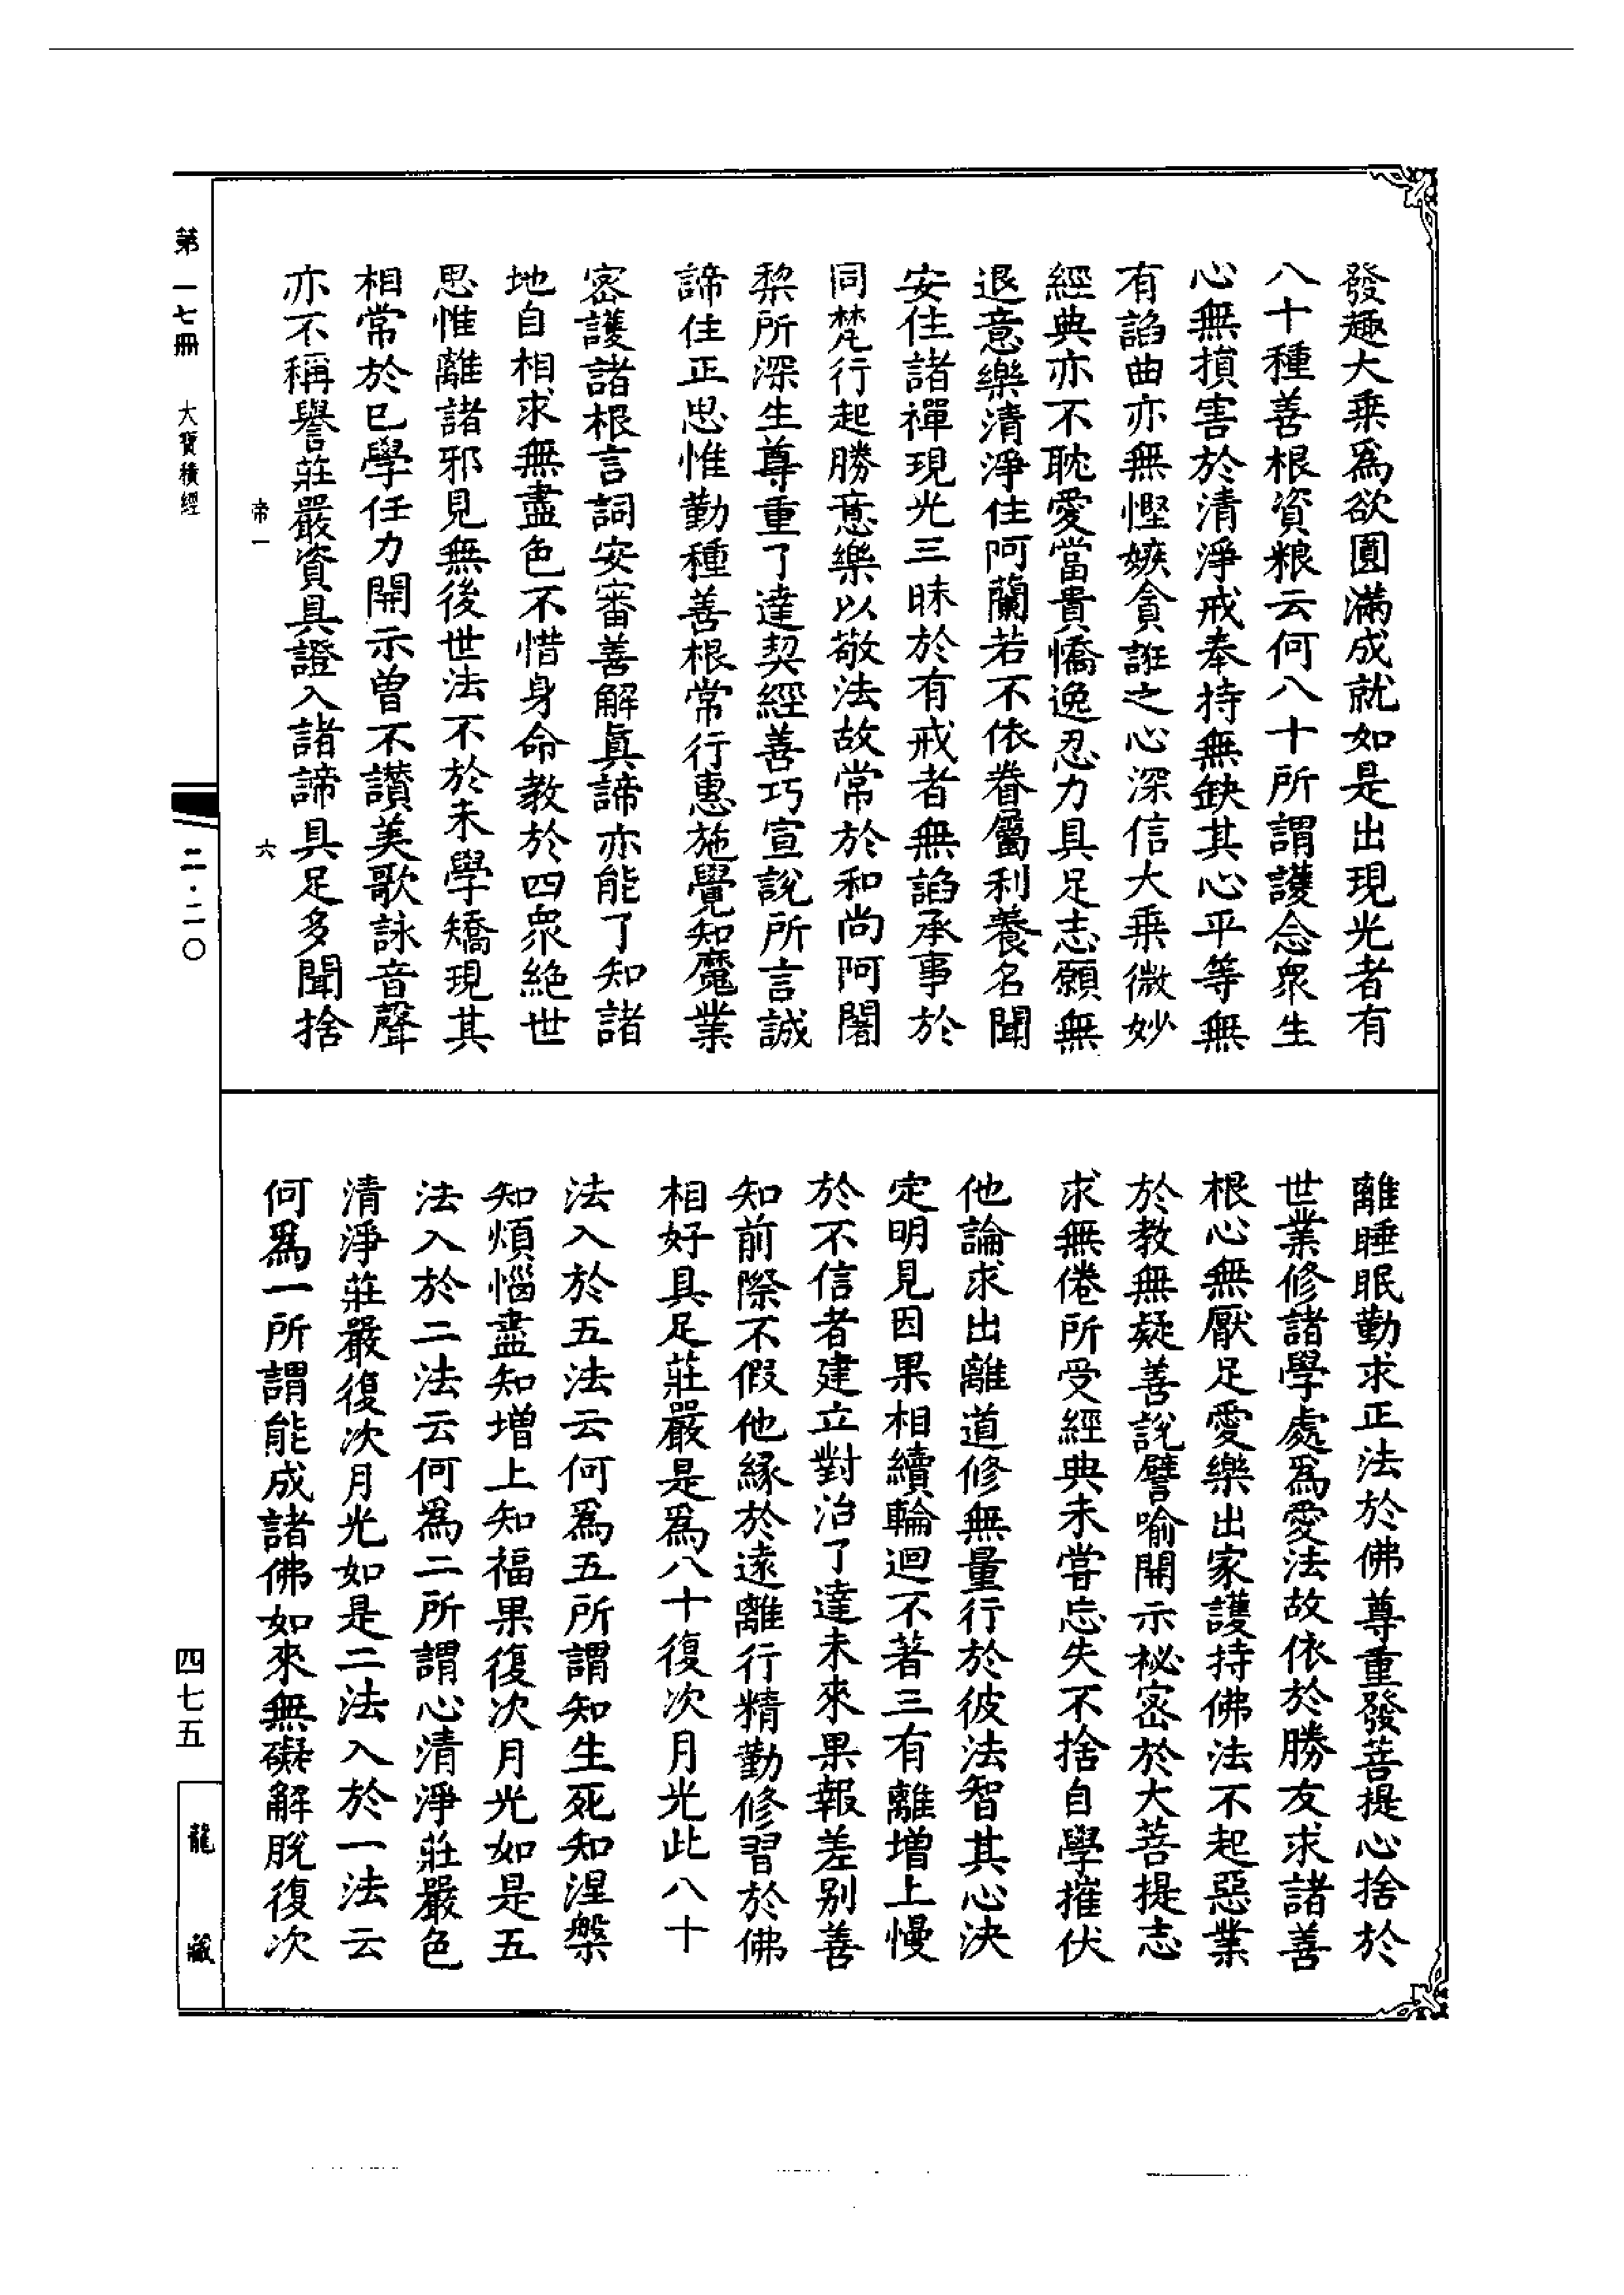 發趣大乗爲欲圓滿成就如是出現光者有
八十種善根資粮云何八十所謂護念衆生
心無損害於清淨戒奉持無缺其心平等無
有諂曲亦無慳嫉貪誑之心深信大乗微妙
經典亦不耽愛當貴憍逸忍力具足志願無
退意樂清淨住阿蘭若不依眷屬利養名聞
安住諸禪現光三昧於有戒者無諂承事於
同梵行起勝意樂以敬法故常於和尚阿闍
棃所深生尊重了達契經善巧宣說所言誠
諦住正思惟勤種善根常行惠施覺知魔業
密護諸根言詞安審善解眞諦亦能了知諸
地自相求無盡色不惜身命教於四衆絶世
思惟離諸邪見無後世法不於未學矯現其
相常於已學任力開示曾不讃美歌詠音聲
亦不稱譽莊嚴資具證入諸諦具足多聞捨
離睡眠勤求正法於佛尊重發菩提心捨於
世業修諸學處爲愛法故依於勝友求諸善
根心無厭足愛樂出家護持佛法不起惡業
於教無疑善說譬喻開示秘密於大菩提志
求無倦所受經典未嘗忘失不捨自學摧伏
他論求出離道修無量行於彼法智其心決
定明見因果相續輪迴不著三有離增上慢
於不信者建立對治了達未來果報差别善
知前際不假他緣於遠離行精勤修習於佛
相好具足莊嚴是爲八十復次月光此八十
法入於五法云何爲五所謂知生死知涅槃
知煩惱盡知增上知福果復次月光如是五
法入於二法云何爲二所謂心清淨莊嚴色
清淨莊嚴復次月光如是二法入於一法云
何爲一所謂能成諸佛如來無礙解脫復次
第一七冊 大寳積經
帝一 六
二·二〇
四七五
龍藏